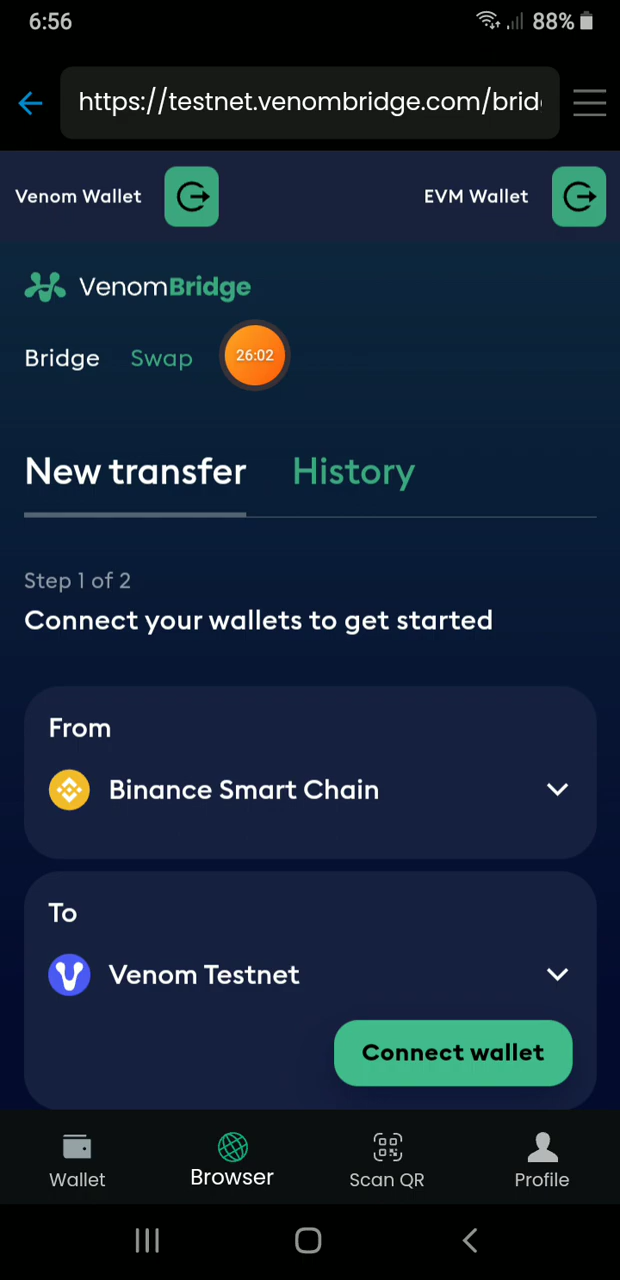 6:56
88%
https://testnet.venombridge.com/brid
Venom Wallet
EVM Wallet
VenomBridge
Bridge Swap 26:02
New transfer History
Step 1 of 2
Connect your wallets to get started
From
Binance Smart Chain
To
Venom Testnet
Connect wallet
Wallet Browser Scan QR Profile